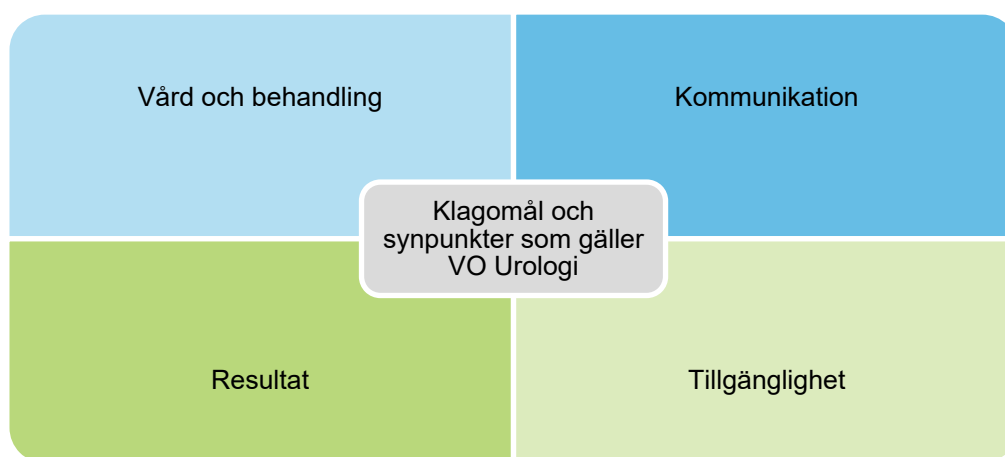 Vård och behandling
Kommunikation
Klagomål och
synpunkter som gäller
VO Urologi
Resultat
Tillgänglighet